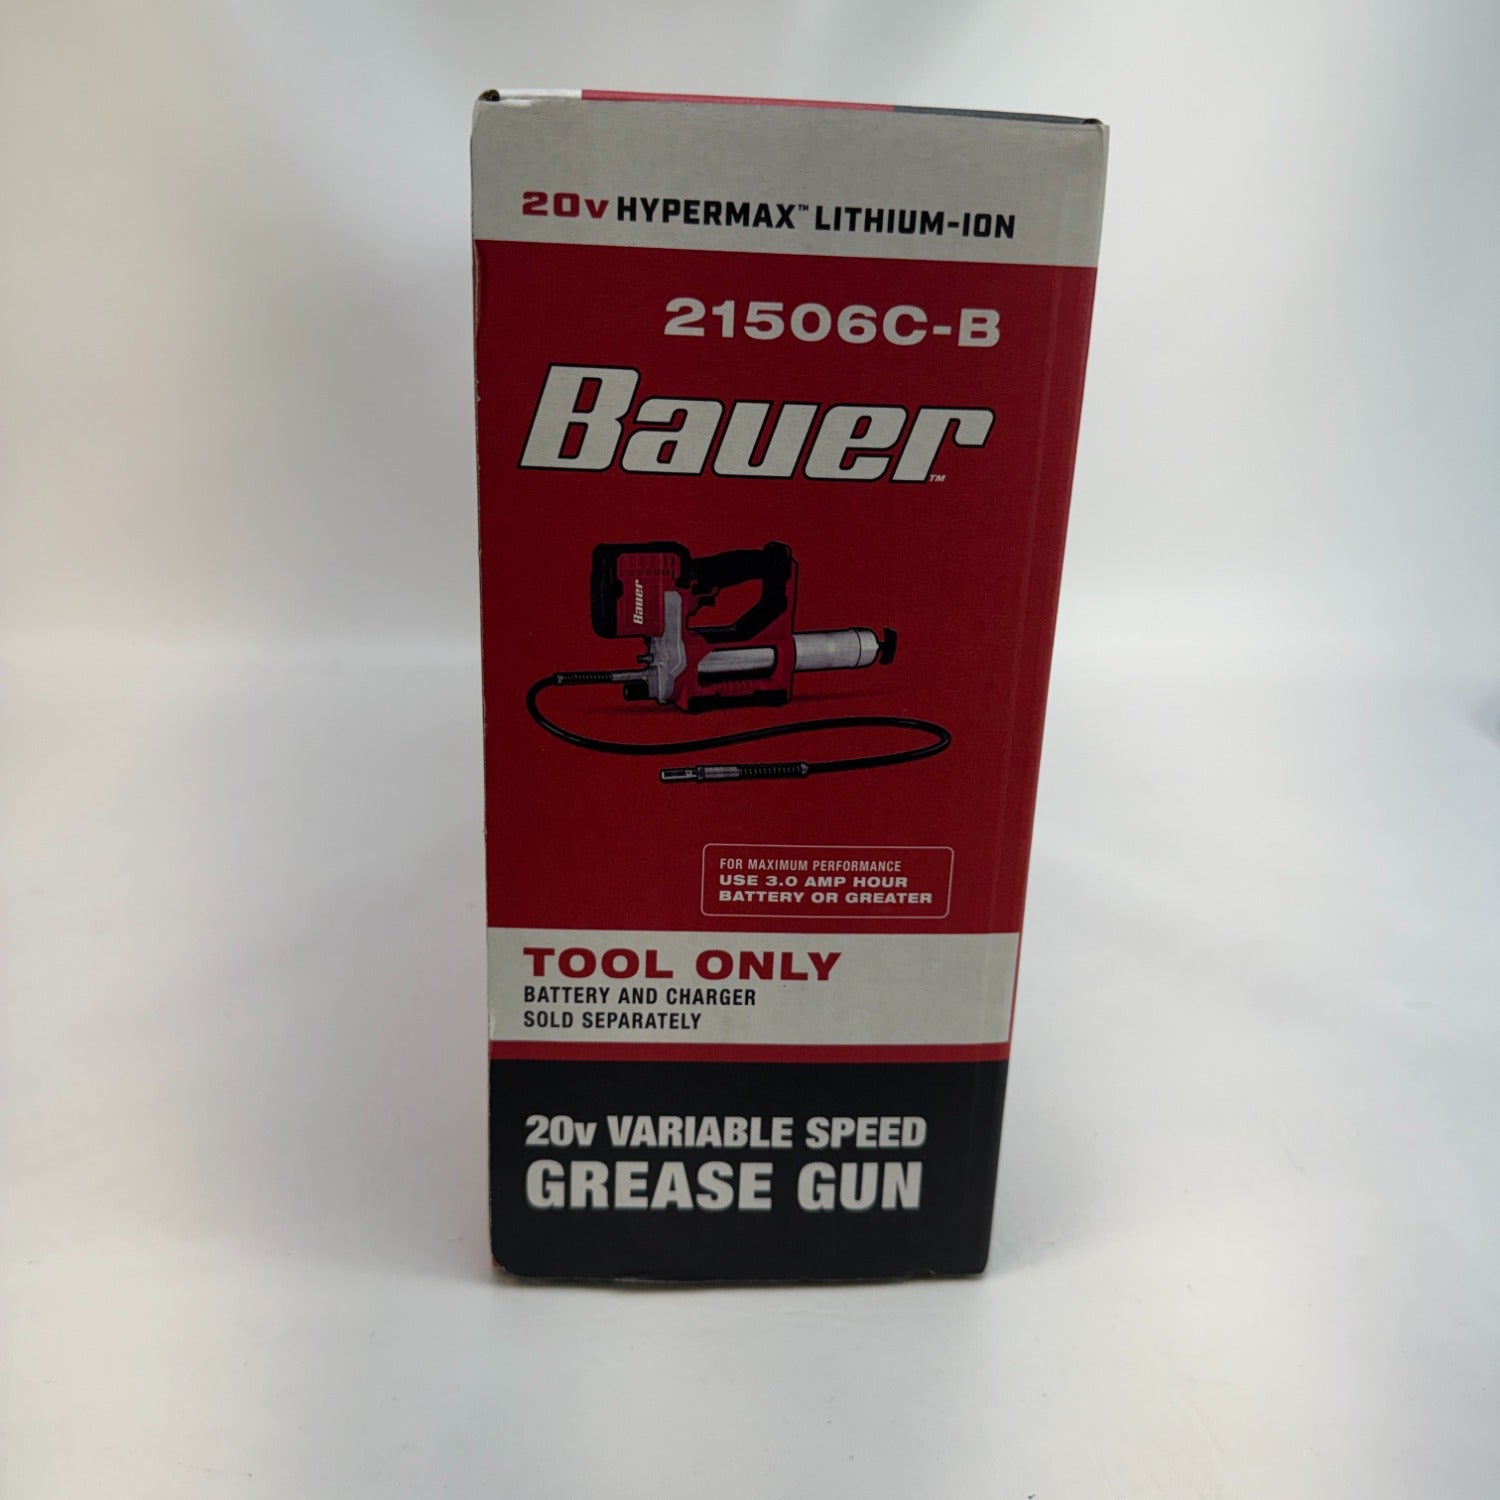 20v HYPERMAX™ LITHIUM-ION
21506C-B
Bauer™
Bauer
FOR MAXIMUM PERFORMANCE
USE 3.0 AMP HOUR
BATTERY OR GREATER
TOOL ONLY
BATTERY AND CHARGER
SOLD SEPARATELY
20v VARIABLE SPEED
GREASE GUN